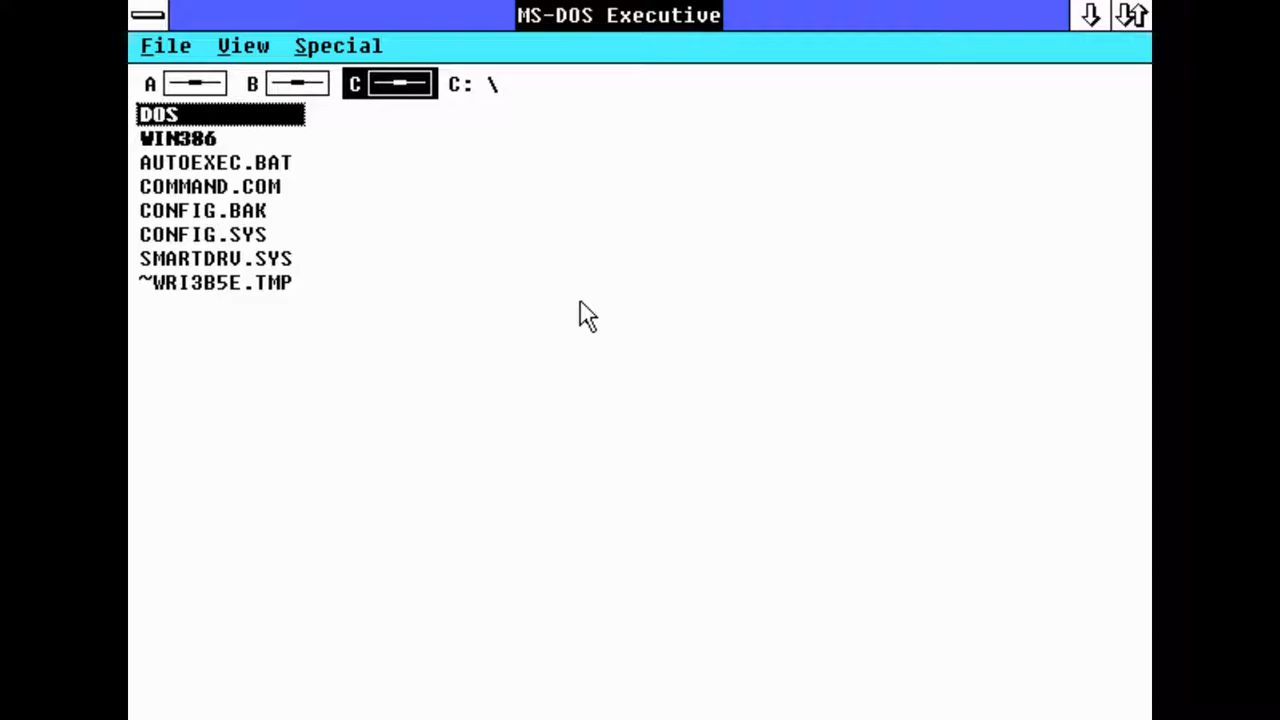 MS-DOS Executive
File View Special
A B C C: \
DOS
WIN386
AUTOEXEC.BAT
COMMAND.COM
CONFIG.BAK
CONFIG.SYS
SMARTDRV.SYS
~WRI3B5E.TMP